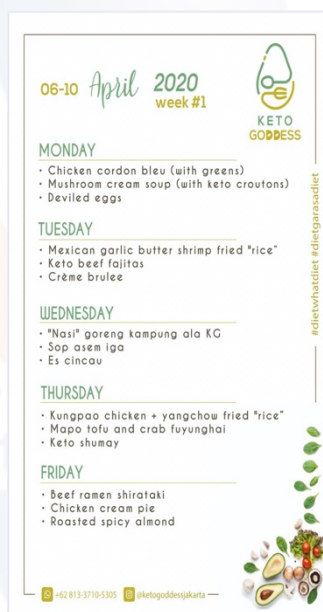 06-10 April 2020
week #1
KETO
GODDESS
MONDAY
• Chicken cordon bleu (with greens)
• Mushroom cream soup (with keto croutons)
• Deviled eggs
TUESDAY
• Mexican garlic butter shrimp fried "rice"
• Keto beef fajitas
• Crème brulee
WEDNESDAY
• "Nasi" goreng kampung ala KG
• Sop asem iga
• Es cincau
THURSDAY
• Kungpao chicken + yangchow fried "rice"
• Mapo tofu and crab fuyunghai
• Keto shumay
FRIDAY
• Beef ramen shirataki
• Chicken cream pie
• Roasted spicy almond
#dietwhatdiet #dietgarasadiet
+62 813-3710-5305 @ketogoddessjakarta